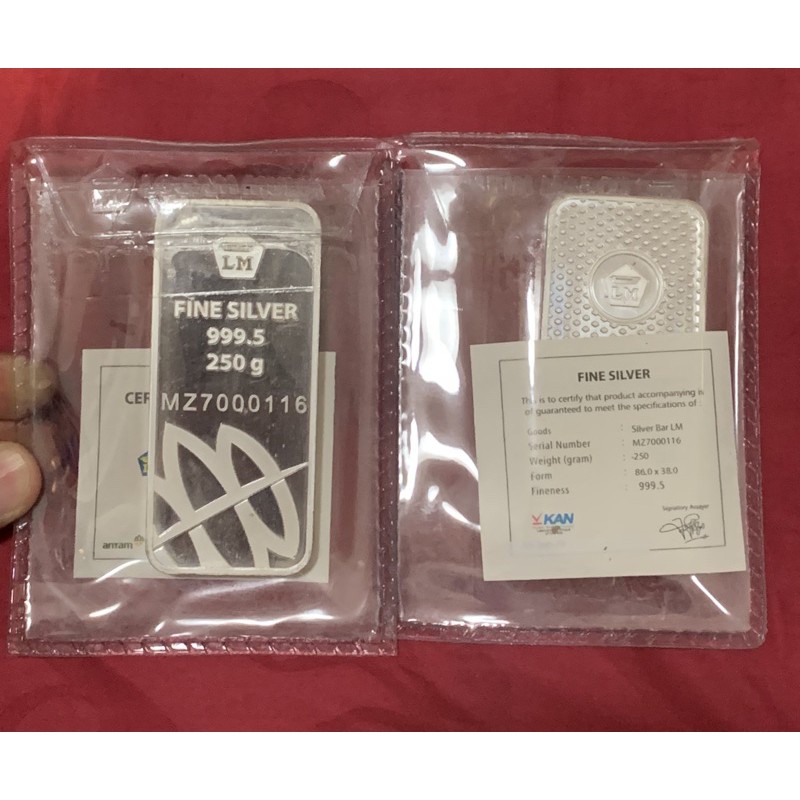 LM
FINE SILVER
999.5
250 g
MZ7000116
CER
antam
LM
FINE SILVER
This is to certify that product accompanying is
of guaranteed to meet the specifications of
Goods : Silver Bar LM
Serial Number : MZ7000116
Weight (gram) : 250
Form : 86,0 x 38.0
Fineness : 999.5
KAN
Signatory Assayer